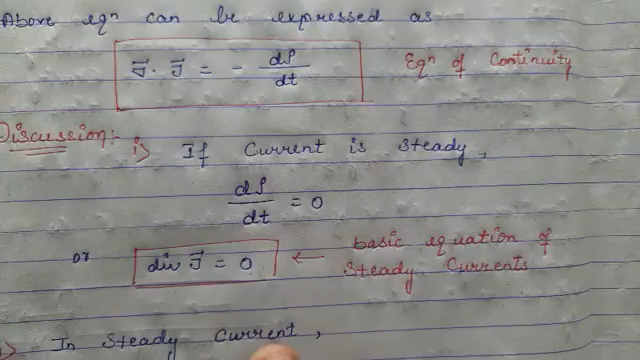 Above eqⁿ can be expressed as
∇⃗. J⃗ = - dρ/dt Eqⁿ of Continuity
Discussion:- i> If Current is steady,
dρ/dt = 0
or div J⃗ = 0 ← basic equation of
Steady Currents
> In Steady Current,